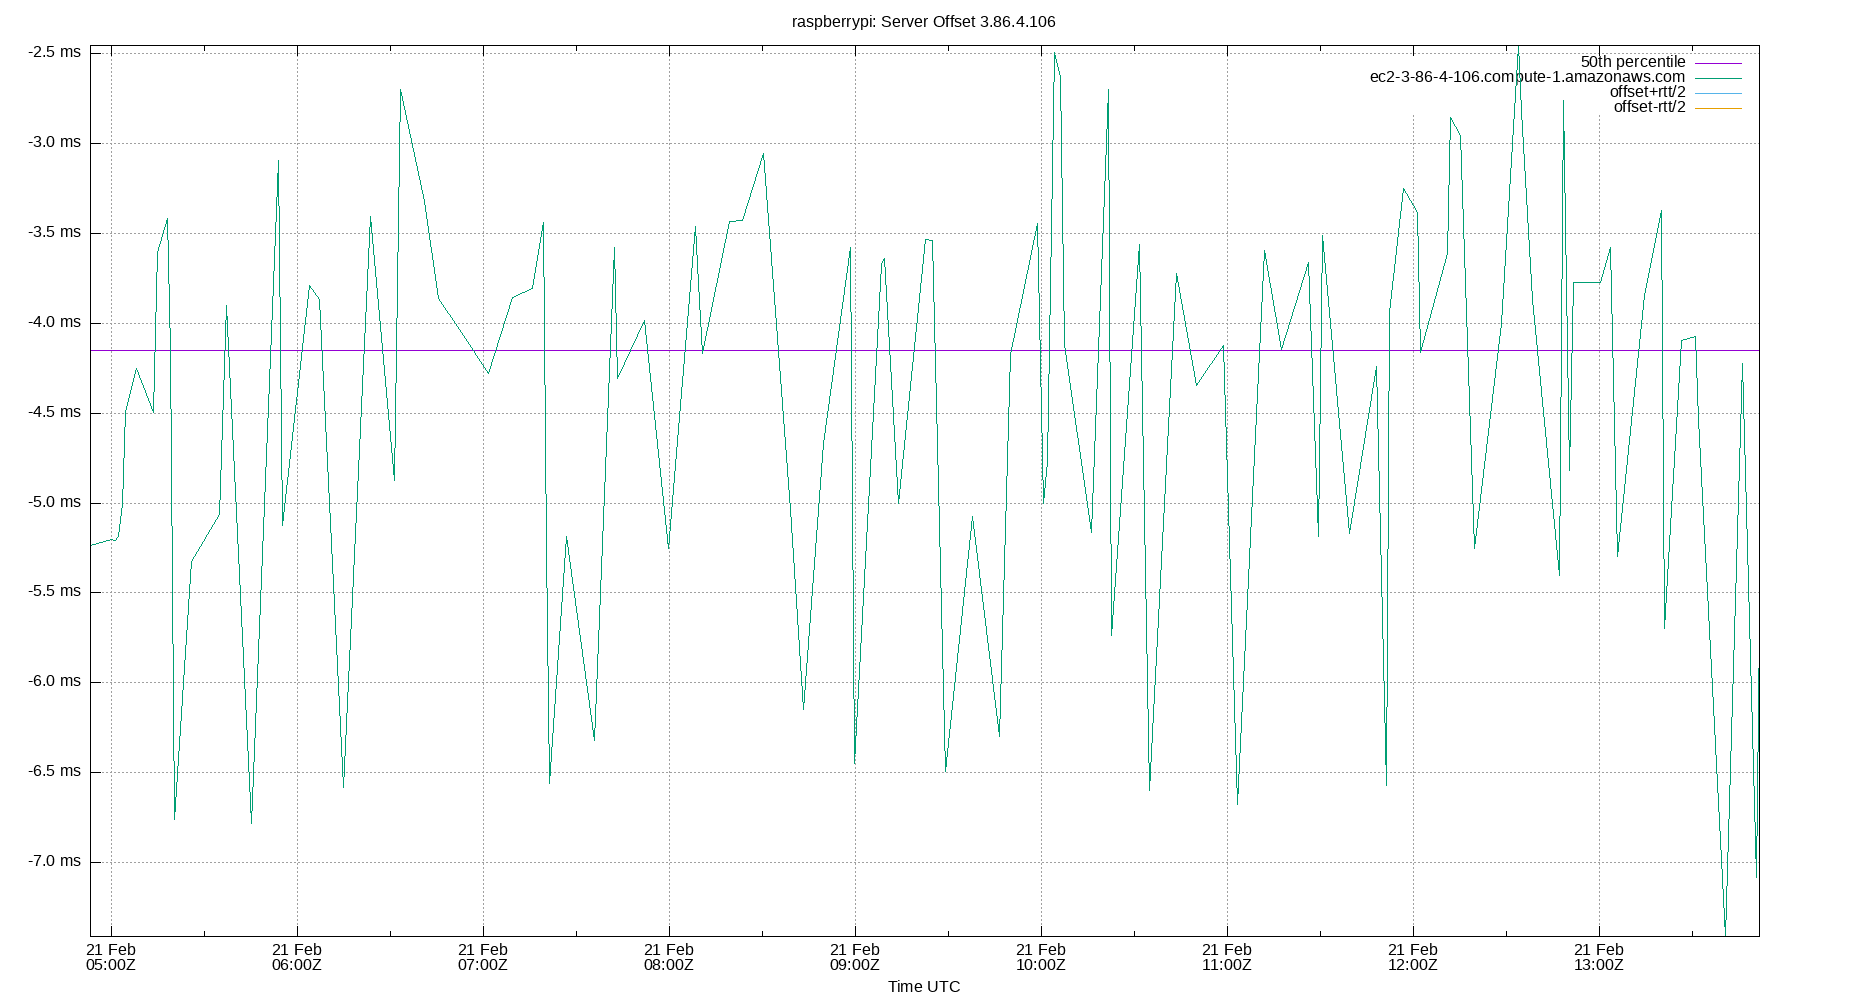 raspberrypi: Server Offset 3.86.4.106
-2.5 ms
50th percentile
ec2-3-86-4-106.compute-1.amazonaws.com
offset+rtt/2
offset-rtt/2
-3.0 ms
-3.5 ms
-4.0 ms
-4.5 ms
-5.0 ms
-5.5 ms
-6.0 ms
-6.5 ms
-7.0 ms
21 Feb 21 Feb 21 Feb 21 Feb 21 Feb 21 Feb 21 Feb 21 Feb 21 Feb
05:00Z 06:00Z 07:00Z 08:00Z 09:00Z 10:00Z 11:00Z 12:00Z 13:00Z
Time UTC